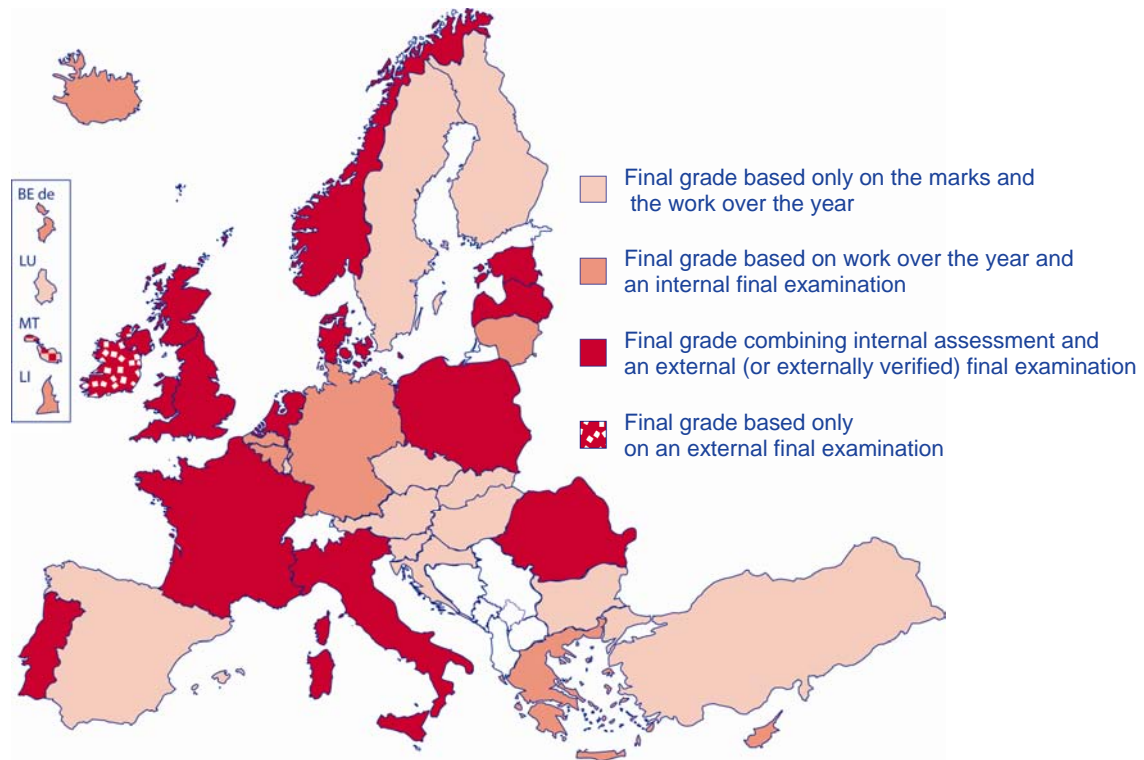 BE de
LU
MT
LI
Final grade based only on the marks and
the work over the year
Final grade based on work over the year and
an internal final examination
Final grade combining internal assessment and
an external (or externally verified) final examination
Final grade based only
on an external final examination